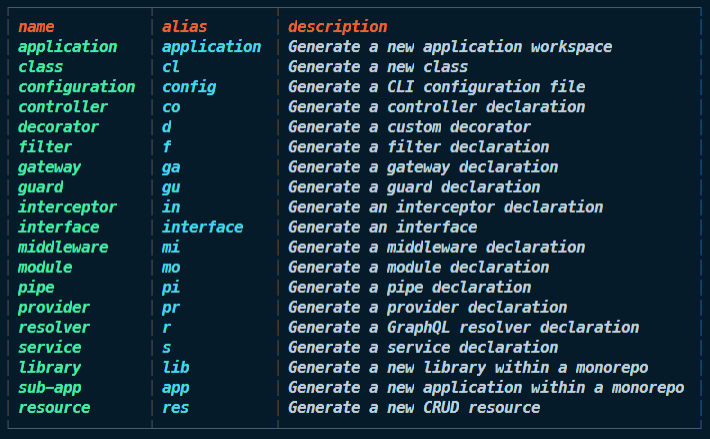 name alias description
application application Generate a new application workspace
class cl Generate a new class
configuration config Generate a CLI configuration file
controller co Generate a controller declaration
decorator d Generate a custom decorator
filter f Generate a filter declaration
gateway ga Generate a gateway declaration
guard gu Generate a guard declaration
interceptor in Generate an interceptor declaration
interface interface Generate an interface
middleware mi Generate a middleware declaration
module mo Generate a module declaration
pipe pi Generate a pipe declaration
provider pr Generate a provider declaration
resolver r Generate a GraphQL resolver declaration
service s Generate a service declaration
library lib Generate a new library within a monorepo
sub-app app Generate a new application within a monorepo
resource res Generate a new CRUD resource